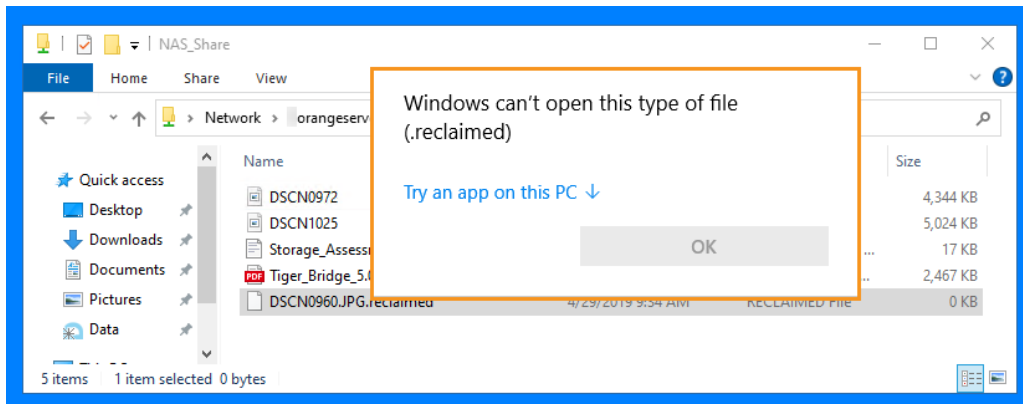 NAS_Share
File Home Share View
Network > orangeserv
Name Size
Quick access
Desktop
Downloads
Documents
Pictures
Data
DSCN0972 4,344 KB
DSCN1025 5,024 KB
17 KB
Tiger_Bridge_5. 2,467 KB
DSCN0960.JPG.reclaimed 4/29/2019 9:54 AM RECLAIMED File 0 KB
Windows can't open this type of file
(.reclaimed)
Try an app on this PC ↓
OK
5 items 1 item selected 0 bytes